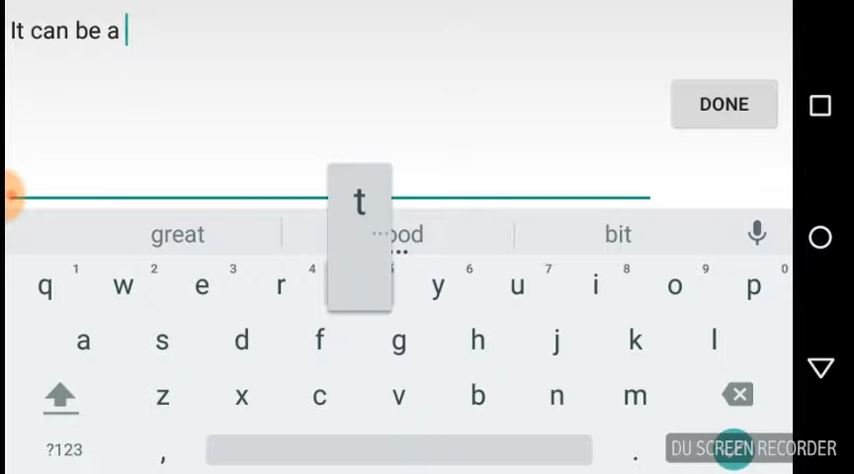 It can be a
DONE
t
great ood bit
q 1 w 2 e 3 r 4 y 6 u 7 i 8 o 9 p 0
a s d f g h j k l
z x c v b n m
?123 , . DU SCREEN RECORDER